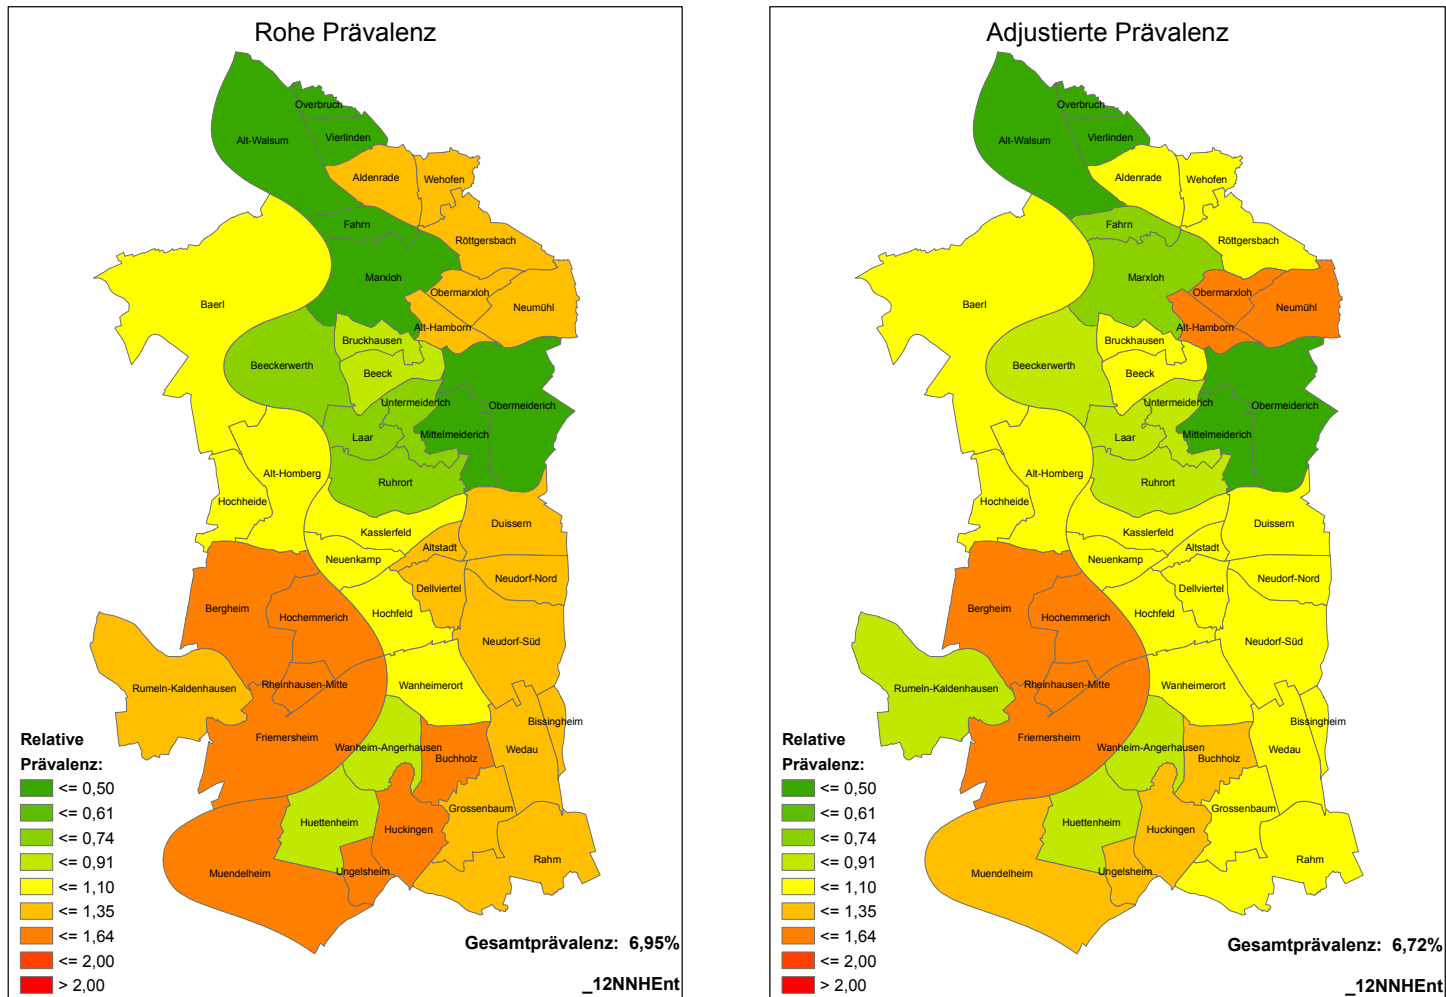 Rohe Prävalenz
Overbruch
Alt-Walsum
Vierlinden
Aldenrade
Wehofen
Fahrn
Röttgersbach
Marxloh
Obermarxloh
Baerl
Neumühl
Alt-Hamborn
Bruckhausen
Beeckerwerth
Beeck
Untermeiderich
Obermeiderich
Laar
Mittelmeiderich
Alt-Homberg
Ruhrort
Hochheide
Duissern
Kasslerfeld
Altstadt
Neuenkamp
Neudorf-Nord
Dellviertel
Bergheim
Hochfeld
Hochemmerich
Neudorf-Süd
Rumeln-Kaldenhausen
Rheinhausen-Mitte
Wanheimerort
Bissingheim
Friemersheim
Wanheim-Angerhausen
Wedau
Buchholz
Grossenbaum
Huettenheim
Huckingen
Rahm
Muendelheim
Ungelsheim
Relative
Prävalenz:
<= 0,50
<= 0,61
<= 0,74
<= 0,91
<= 1,10
<= 1,35
<= 1,64
<= 2,00
> 2,00
Gesamtprävalenz: 6,95%
_12NNHEnt
Adjustierte Prävalenz
Overbruch
Alt-Walsum
Vierlinden
Aldenrade
Wehofen
Fahrn
Röttgersbach
Marxloh
Obermarxloh
Baerl
Neumühl
Alt-Hamborn
Bruckhausen
Beeckerwerth
Beeck
Untermeiderich
Obermeiderich
Laar
Mittelmeiderich
Alt-Homberg
Ruhrort
Hochheide
Duissern
Kasslerfeld
Altstadt
Neuenkamp
Neudorf-Nord
Dellviertel
Bergheim
Hochfeld
Hochemmerich
Neudorf-Süd
Rumeln-Kaldenhausen
Rheinhausen-Mitte
Wanheimerort
Bissingheim
Friemersheim
Wanheim-Angerhausen
Wedau
Buchholz
Grossenbaum
Huettenheim
Huckingen
Rahm
Muendelheim
Ungelsheim
Relative
Prävalenz:
<= 0,50
<= 0,61
<= 0,74
<= 0,91
<= 1,10
<= 1,35
<= 1,64
<= 2,00
> 2,00
Gesamtprävalenz: 6,72%
_12NNHEnt